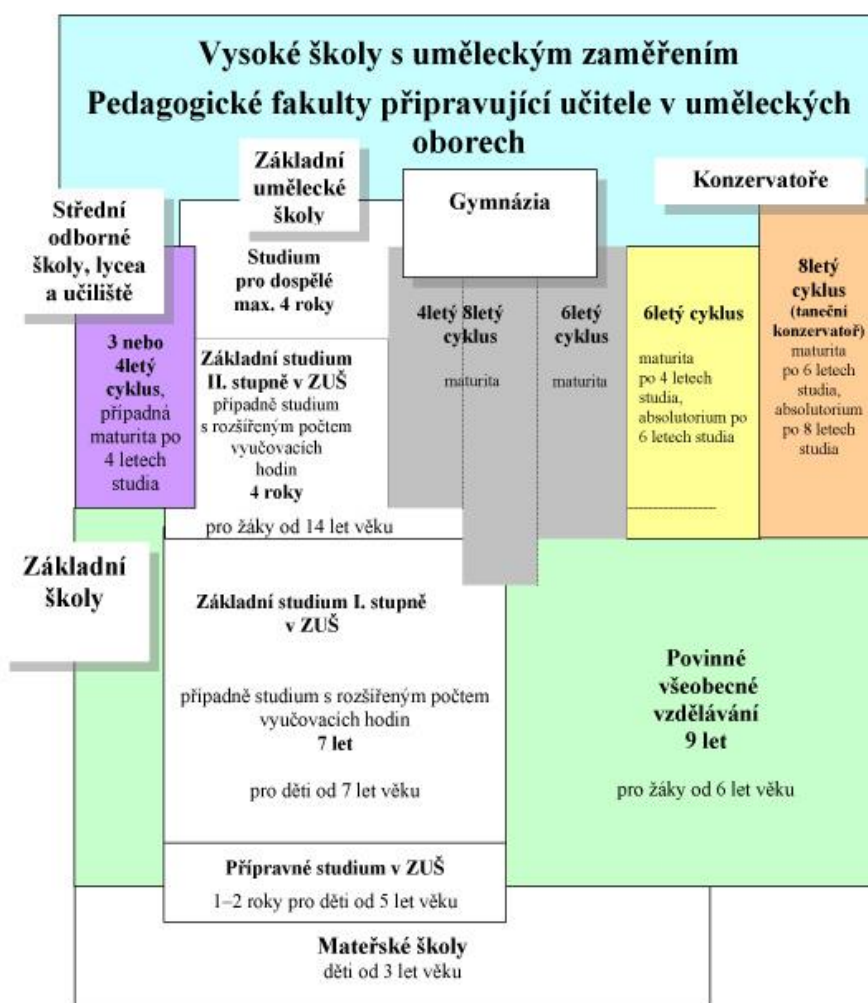 Vysoké školy s uměleckým zaměřením
Pedagogické fakulty připravující učitele v uměleckých
oborech
Základní
umělecké
školy
Gymnázia
Konzervatoře
Střední
odborné
školy, lycea
a učiliště
3 nebo
4letý
cyklus,
případná
maturita po
4 letech
studia
Studium
pro dospělé
max. 4 roky
Základní studium
II. stupně v ZUŠ
případně studium
s rozšířeným počtem
vyučovacích
hodin
4 roky
pro žáky od 14 let věku
4letý 8letý
cyklus
maturita
6letý
cyklus
maturita
6letý cyklus
maturita
po 4 letech
studia,
absolutorium po
6 letech studia
8letý
cyklus
(taneční
konzervatoř)
maturita
po 6 letech
studia,
absolutorium
po 8 letech
studia
Základní
školy
Základní studium I. stupně
v ZUŠ
případně studium s rozšířeným počtem
vyučovacích hodin
7 let
pro děti od 7 let věku
Povinné
všeobecné
vzdělávání
9 let
pro žáky od 6 let věku
Přípravné studium v ZUŠ
1–2 roky pro děti od 5 let věku
Mateřské školy
děti od 3 let věku